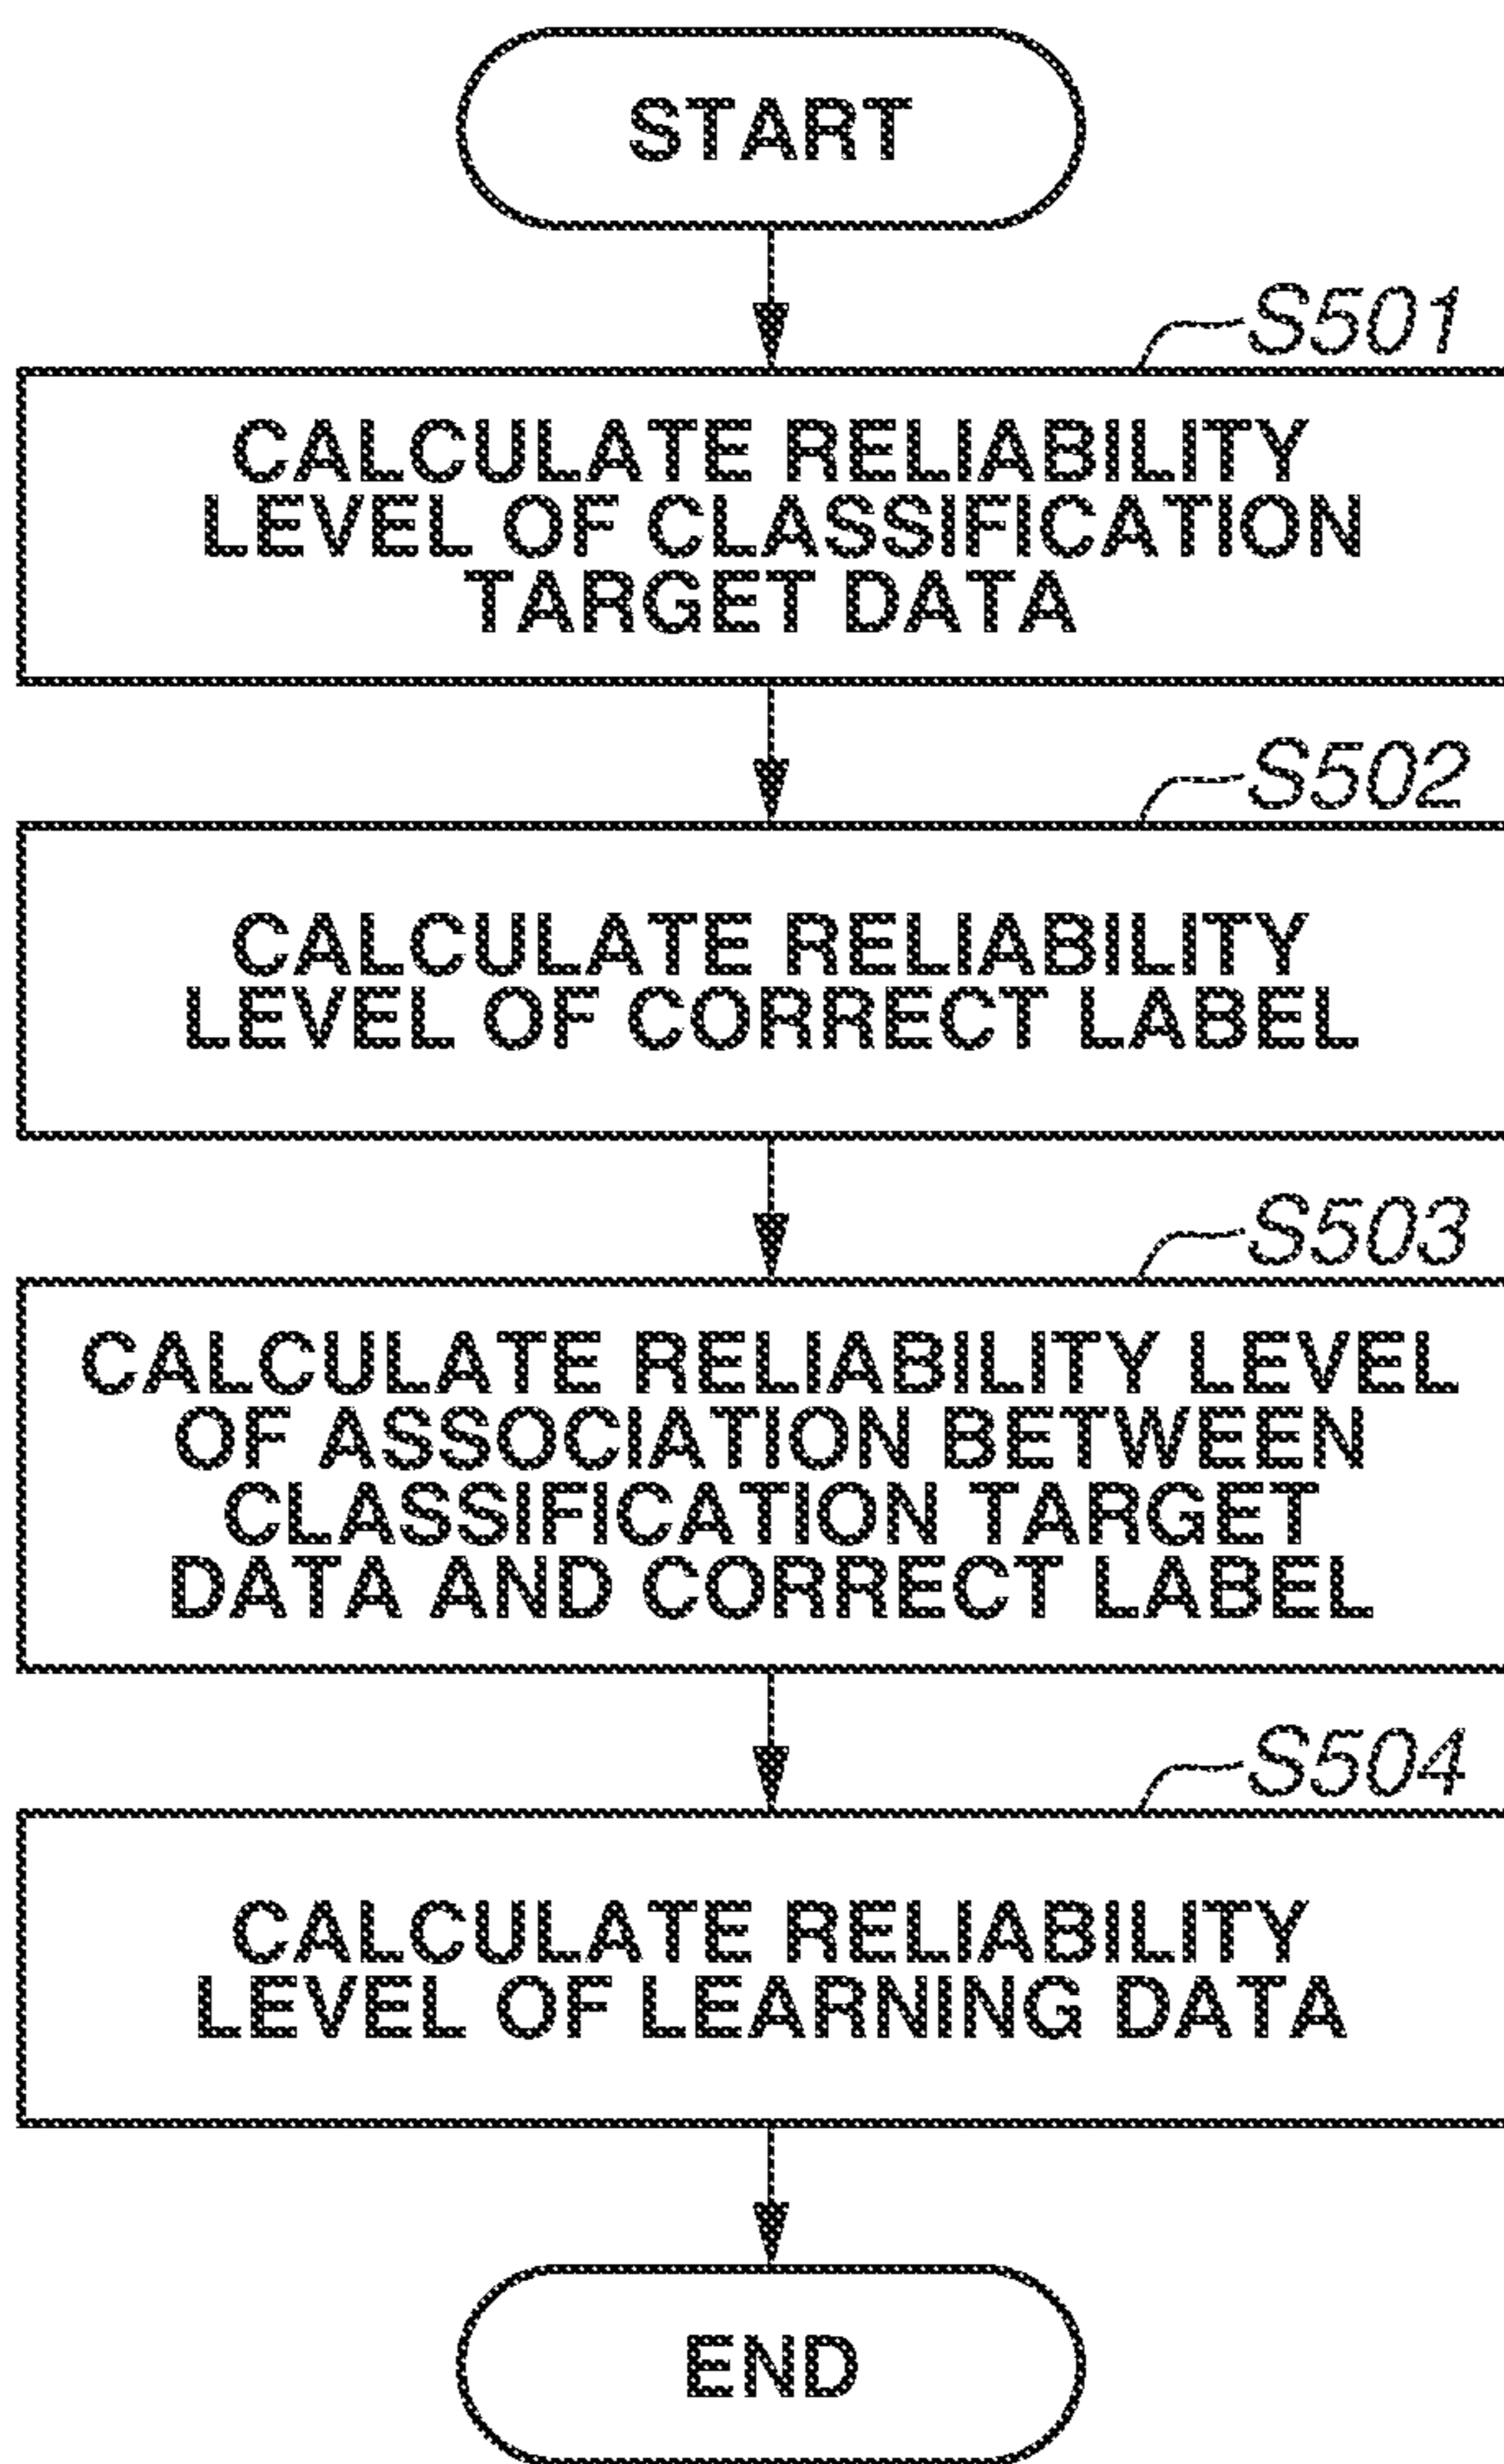 START
S501
CALCULATE RELIABILITY
LEVEL OF CLASSIFICATION
TARGET DATA
S502
CALCULATE RELIABILITY
LEVEL OF CORRECT LABEL
S503
CALCULATE RELIABILITY LEVEL
OF ASSOCIATION BETWEEN
CLASSIFICATION TARGET
DATA AND CORRECT LABEL
S504
CALCULATE RELIABILITY
LEVEL OF LEARNING DATA
END